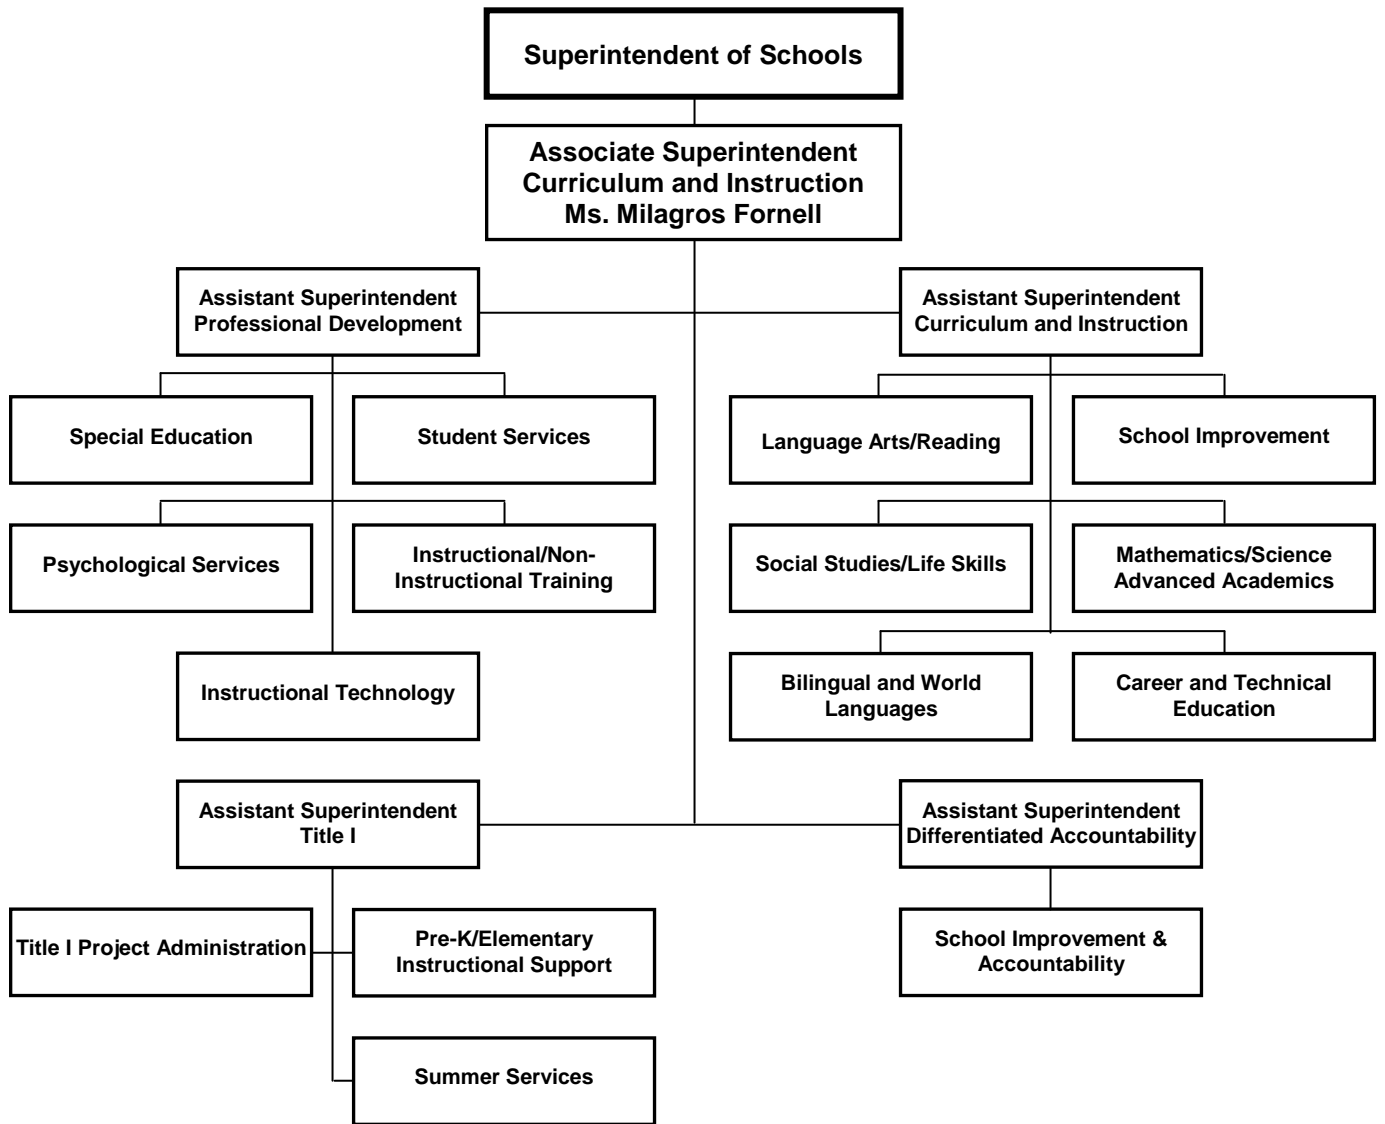 Superintendent of Schools
Associate Superintendent
Curriculum and Instruction
Ms. Milagros Fornell
Assistant Superintendent
Professional Development
Assistant Superintendent
Curriculum and Instruction
Special Education
Student Services
Language Arts/Reading
School Improvement
Psychological Services
Instructional/Non-
Instructional Training
Social Studies/Life Skills
Mathematics/Science
Advanced Academics
Instructional Technology
Bilingual and World
Languages
Career and Technical
Education
Assistant Superintendent
Title I
Assistant Superintendent
Differentiated Accountability
Title I Project Administration
Pre-K/Elementary
Instructional Support
School Improvement &
Accountability
Summer Services